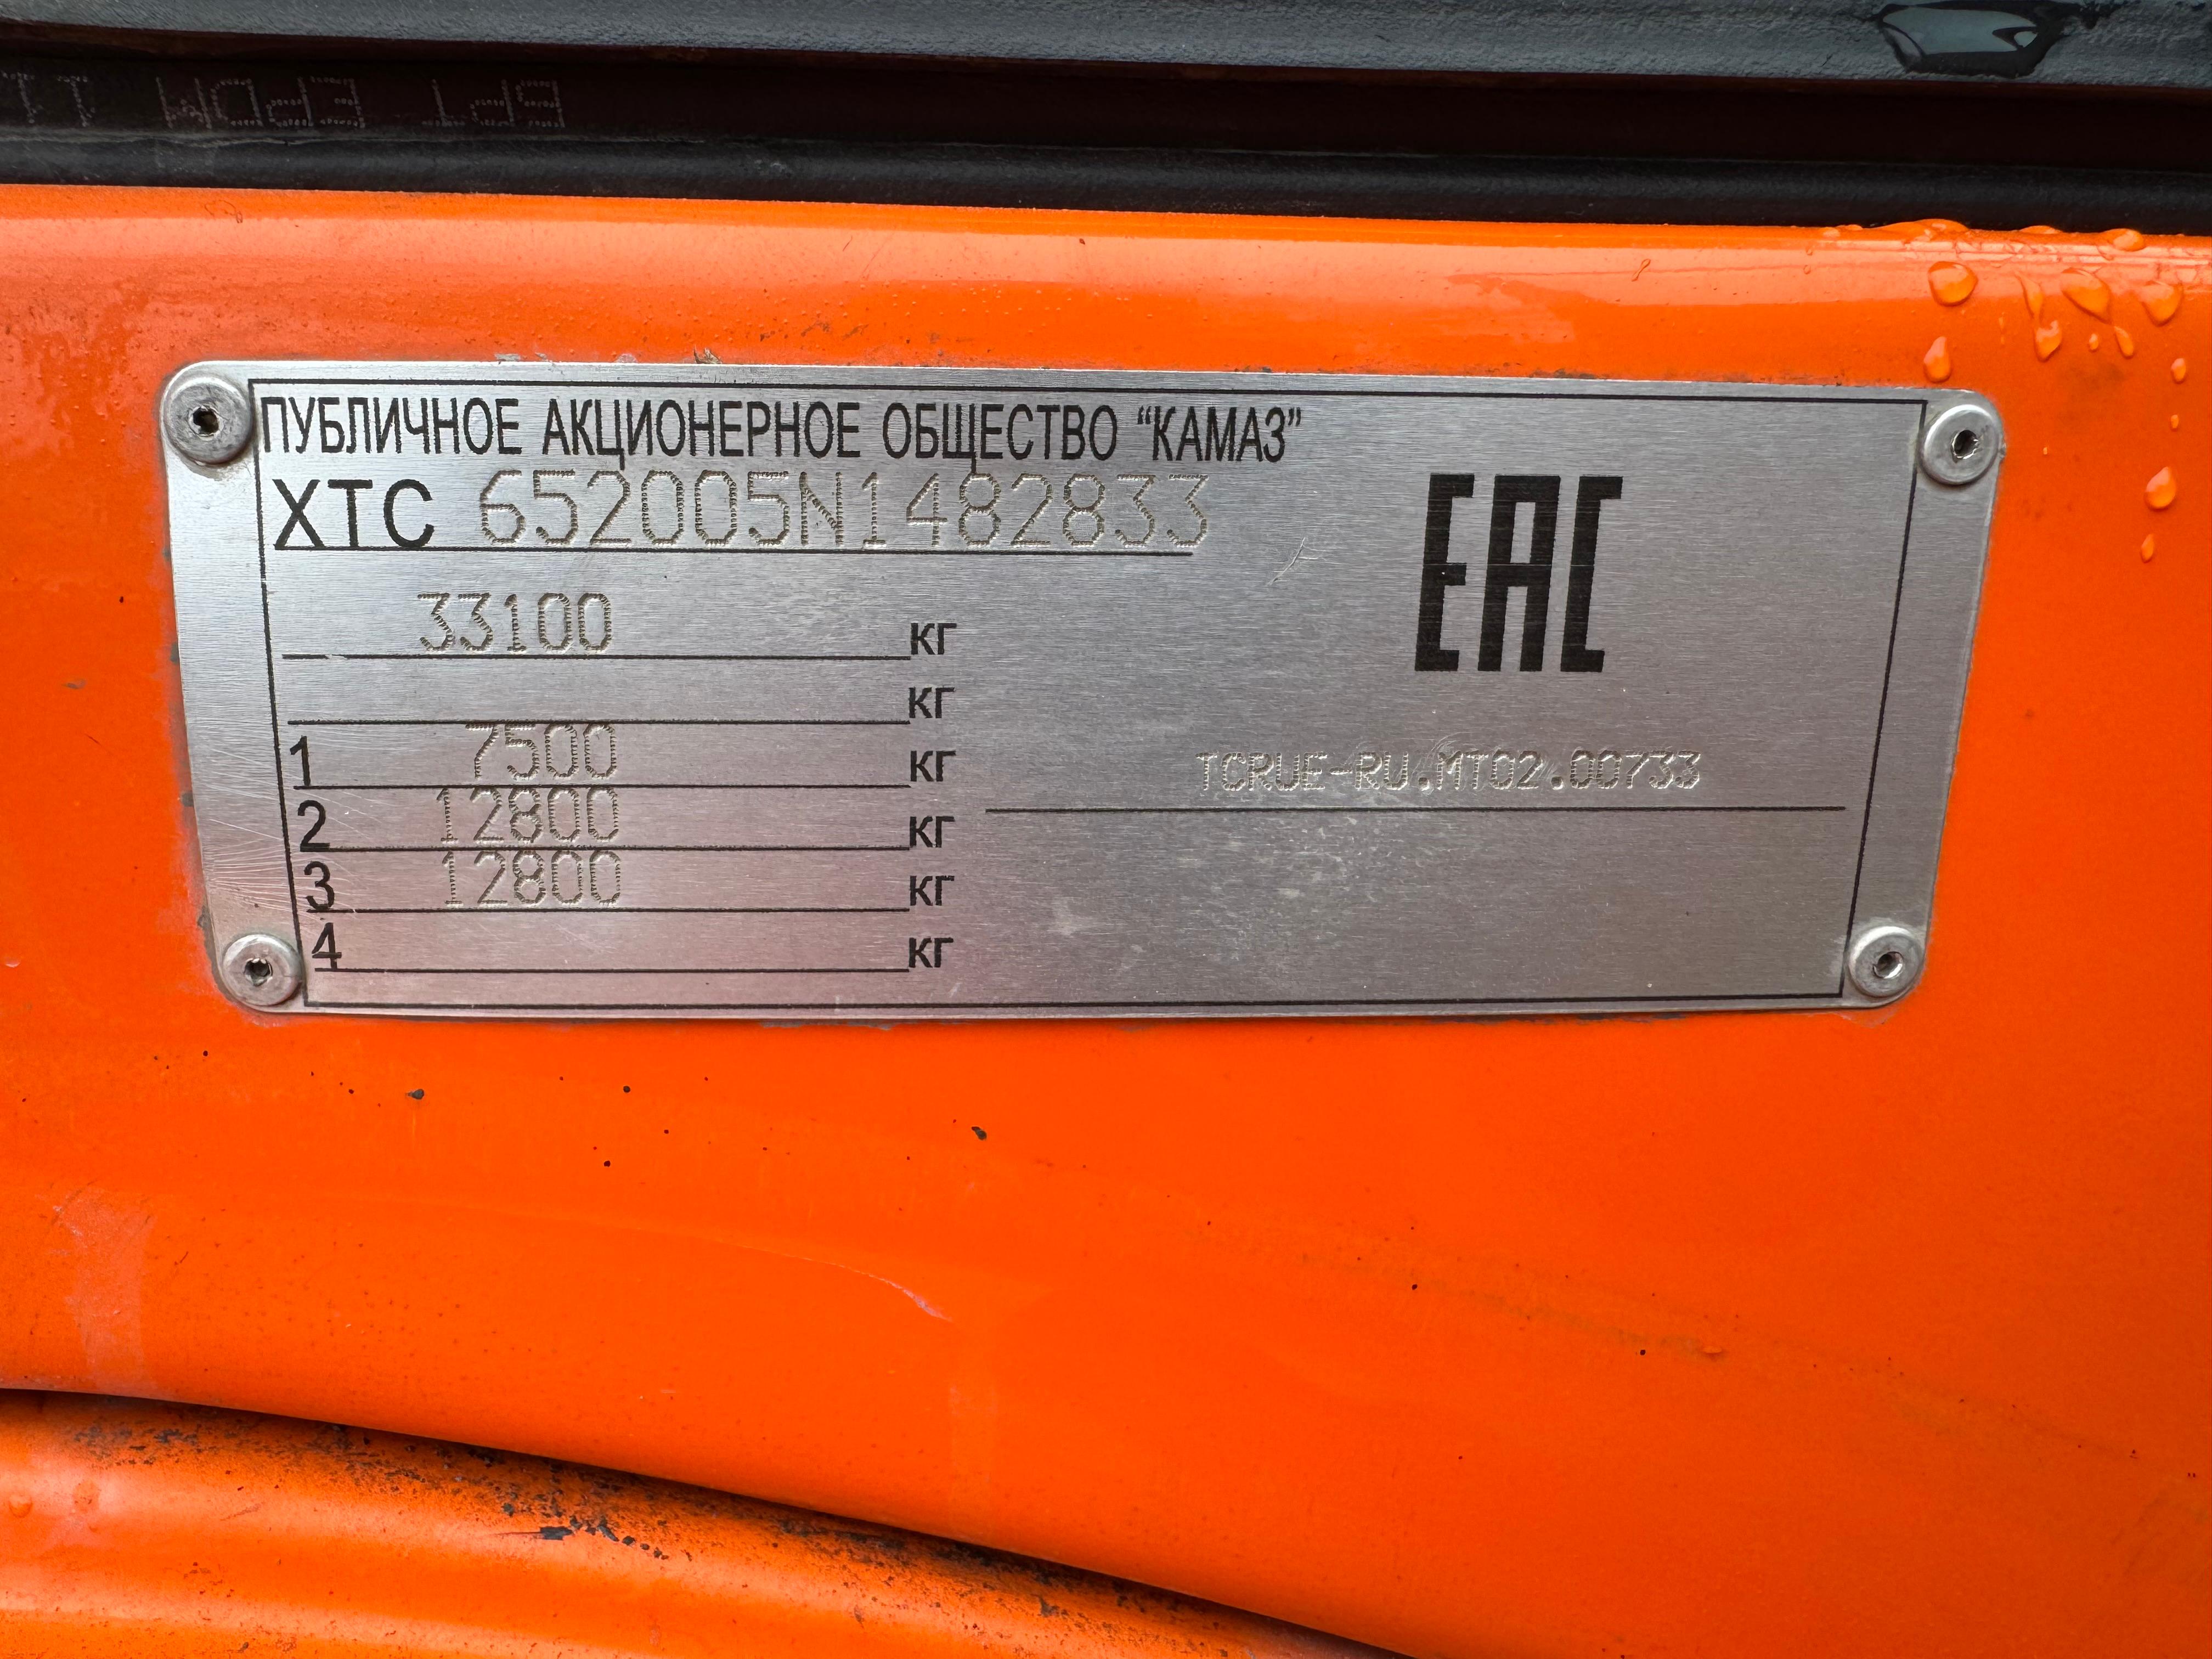 ПУБЛИЧНОЕ АКЦИОНЕРНОЕ ОБЩЕСТВО “КАМАЗ”
XTC 652005N1482833
EAC
33100 кг
кг
1 7500 кг
TCRUE-RU.MT02.00733
2 12800 кг
3 12800 кг
4 кг